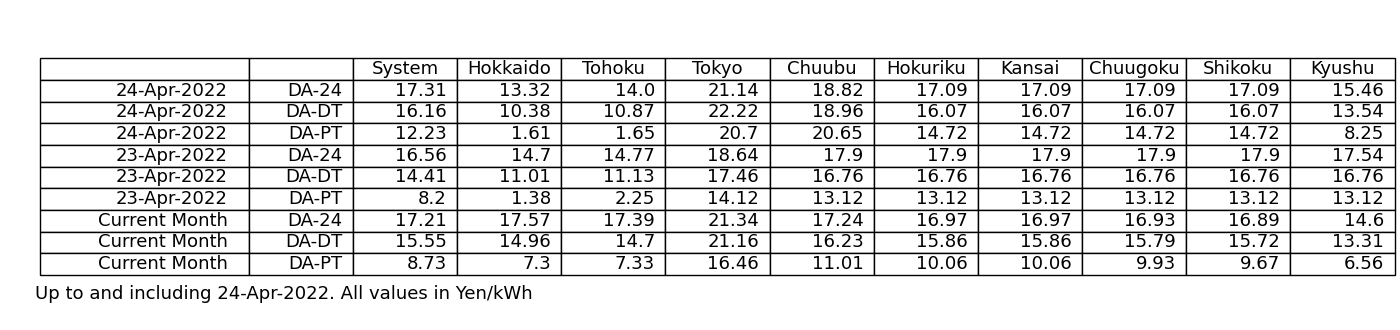 System Hokkaido Tohoku Tokyo Chuubu Hokuriku Kansai Chuugoku Shikoku Kyushu
24-Apr-2022 DA-24 17.31 13.32 14.0 21.14 18.82 17.09 17.09 17.09 17.09 15.46
24-Apr-2022 DA-DT 16.16 10.38 10.87 22.22 18.96 16.07 16.07 16.07 16.07 13.54
24-Apr-2022 DA-PT 12.23 1.61 1.65 20.7 20.65 14.72 14.72 14.72 14.72 8.25
23-Apr-2022 DA-24 16.56 14.7 14.77 18.64 17.9 17.9 17.9 17.9 17.9 17.54
23-Apr-2022 DA-DT 14.41 11.01 11.13 17.46 16.76 16.76 16.76 16.76 16.76 16.76
23-Apr-2022 DA-PT 8.2 1.38 2.25 14.12 13.12 13.12 13.12 13.12 13.12 13.12
Current Month DA-24 17.21 17.57 17.39 21.34 17.24 16.97 16.97 16.93 16.89 14.6
Current Month DA-DT 15.55 14.96 14.7 21.16 16.23 15.86 15.86 15.79 15.72 13.31
Current Month DA-PT 8.73 7.3 7.33 16.46 11.01 10.06 10.06 9.93 9.67 6.56
Up to and including 24-Apr-2022. All values in Yen/kWh